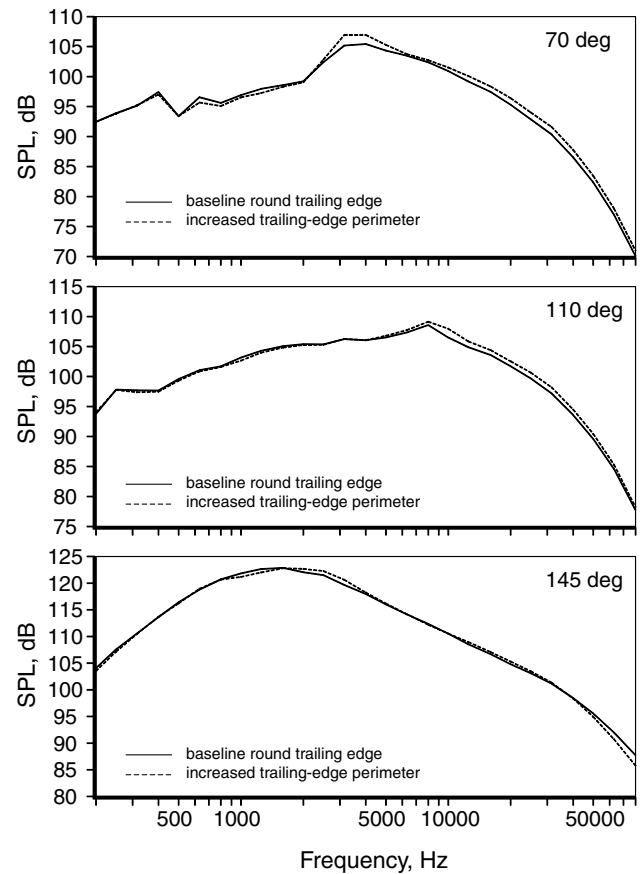 110
105
100
95
90
85
80
75
70
SPL, dB
70 deg
baseline round trailing edge
increased trailing-edge perimeter
115
110
105
100
95
90
85
80
75
SPL, dB
110 deg
baseline round trailing edge
increased trailing-edge perimeter
125
120
115
110
105
100
95
90
85
80
SPL, dB
145 deg
baseline round trailing edge
increased trailing-edge perimeter
500 1000 5000 10000 50000
Frequency, Hz